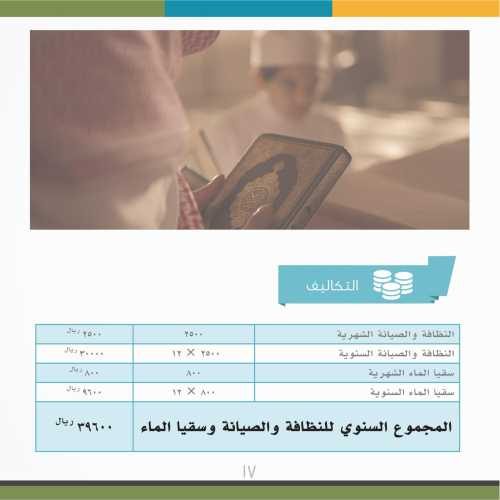 التكاليف
النظافة والصيانة الشهرية ٢٥٠٠ ٢٥٠٠ ريال
النظافة والصيانة السنوية ٢٥٠٠ × ١٢ ٣٠٠٠٠ ريال
سقيا الماء الشهرية ٨٠٠ ٨٠٠ ريال
سقيا الماء السنوية ٨٠٠ × ١٢ ٩٦٠٠ ريال
المجموع السنوي للنظافة والصيانة وسقيا الماء ٣٩٦٠٠ ريال
١٧